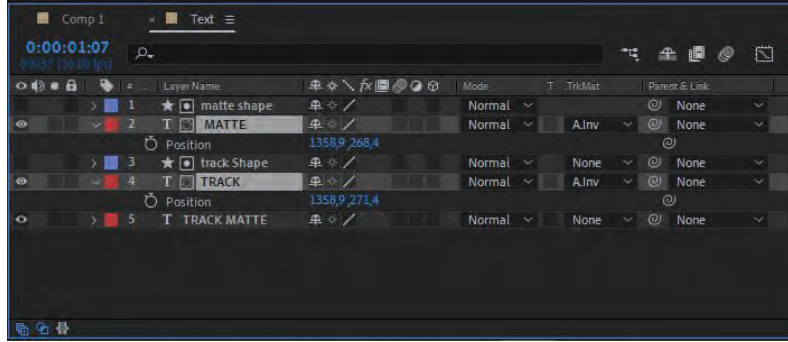 Comp 1 × Text
0:00:01:07
00037 (30.00 fps)
# Layer Name fx Mode T .TrkMat Parent & Link
1 matte shape Normal None
2 T MATTE Normal A.Inv None
Position 1358,9 ,268,4
3 track Shape Normal None None
4 T TRACK Normal A.Inv None
Position 1358,9 ,271,4
5 T TRACK MATTE Normal None None